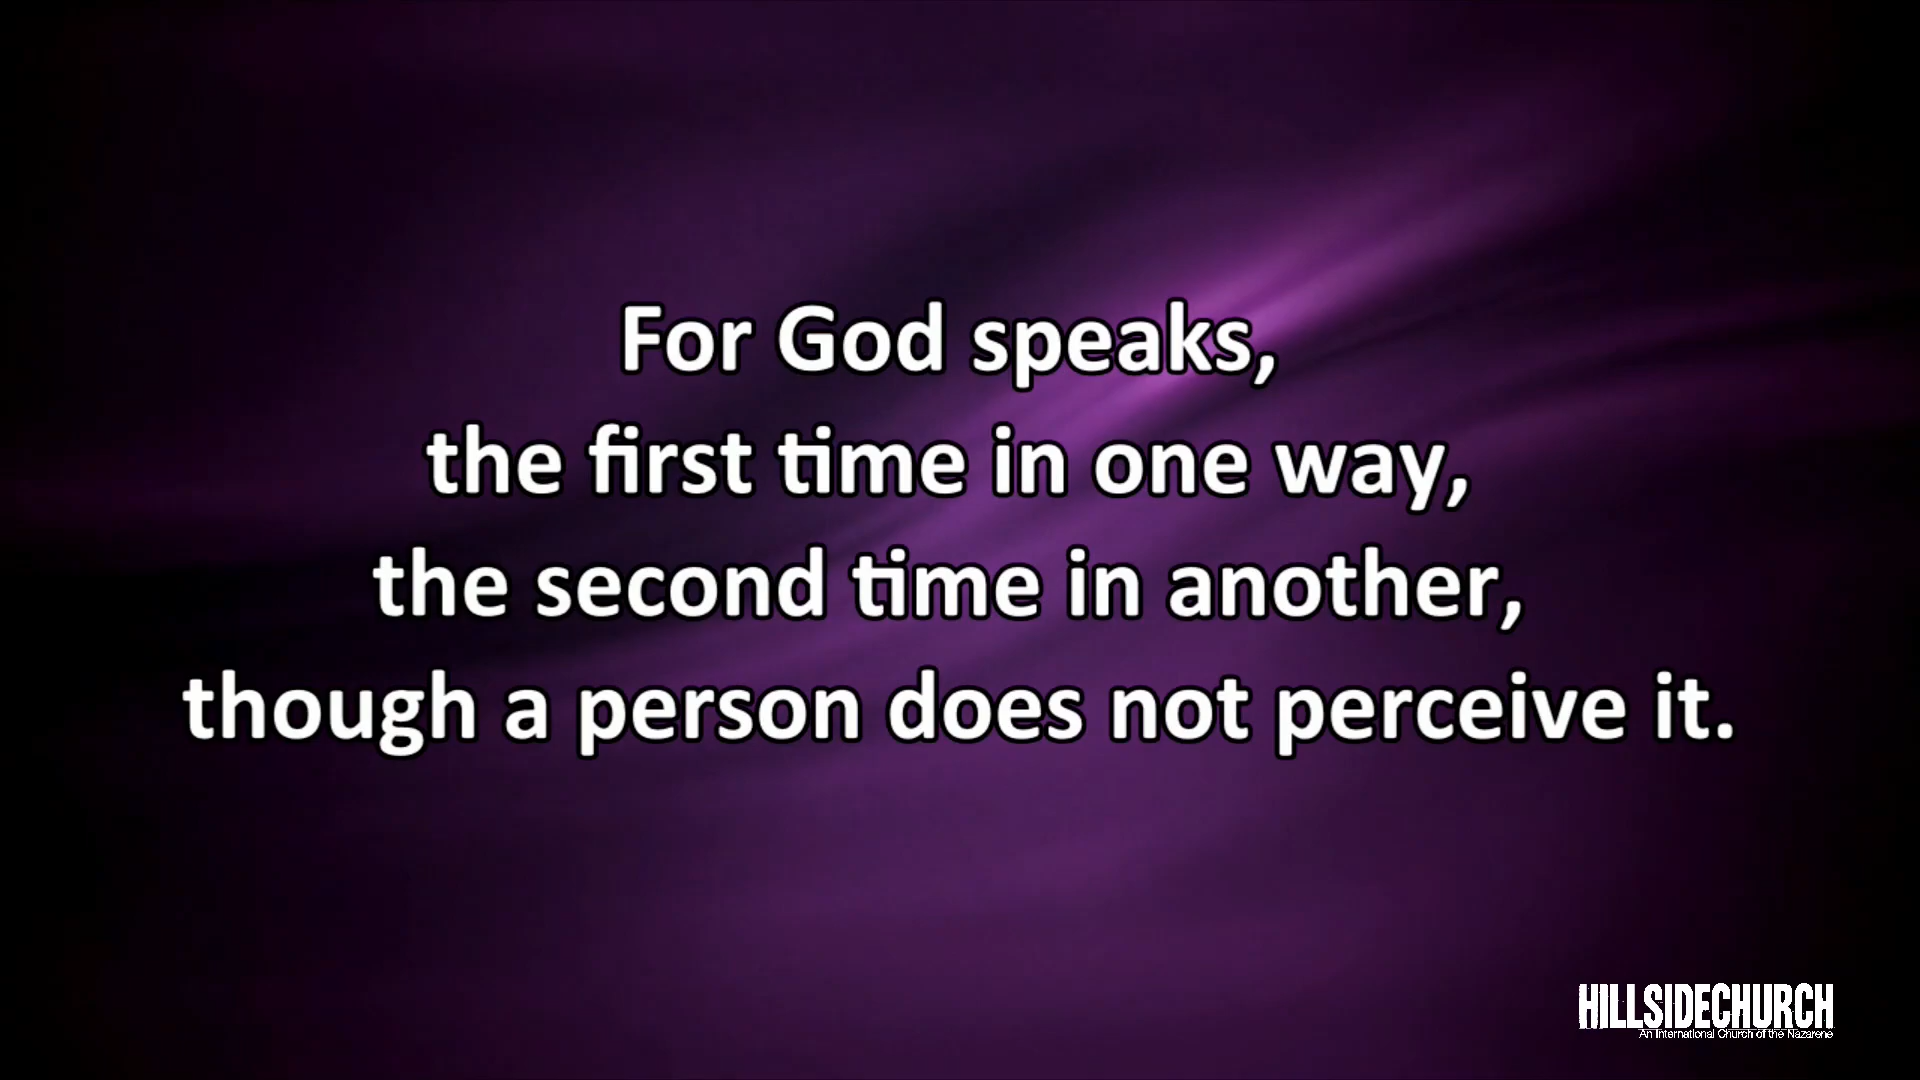 For God speaks,
the first time in one way,
the second time in another,
though a person does not perceive it.
HILLSIDECHURCH
An International Church of the Nazarene